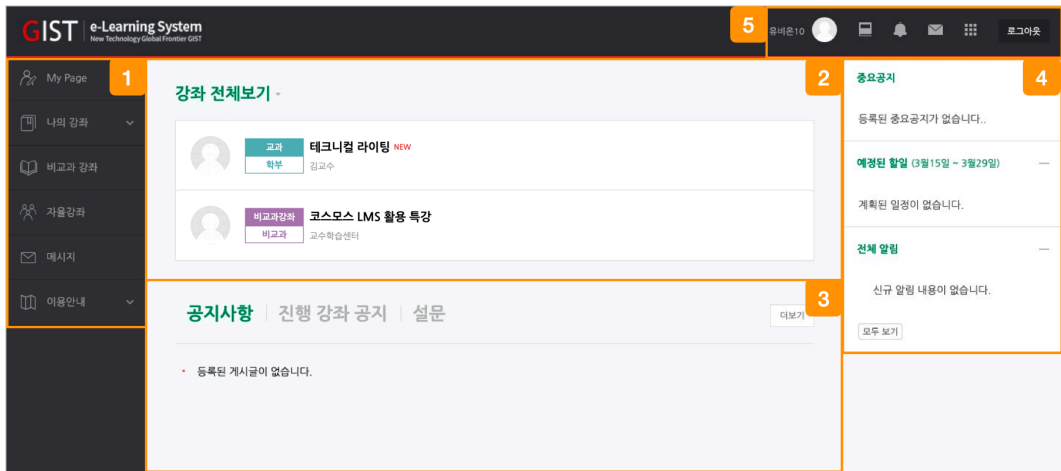 GIST e-Learning System
New Technology Global Frontier GIST
5
유비온10
로그아웃
1
My Page
나의 강좌
비교과 강좌
자율강좌
메시지
이용안내
2
강좌 전체보기
교과
학부
테크니컬 라이팅 NEW
김교수
비교과강좌
비교과
코스모스 LMS 활용 특강
교수학습센터
3
공지사항 진행 강좌 공지 설문
더보기
등록된 게시글이 없습니다.
4
중요공지
등록된 중요공지가 없습니다..
예정된 할일 (3월15일 ~ 3월29일)
계획된 일정이 없습니다.
전체 알림
신규 알림 내용이 없습니다.
모두 보기